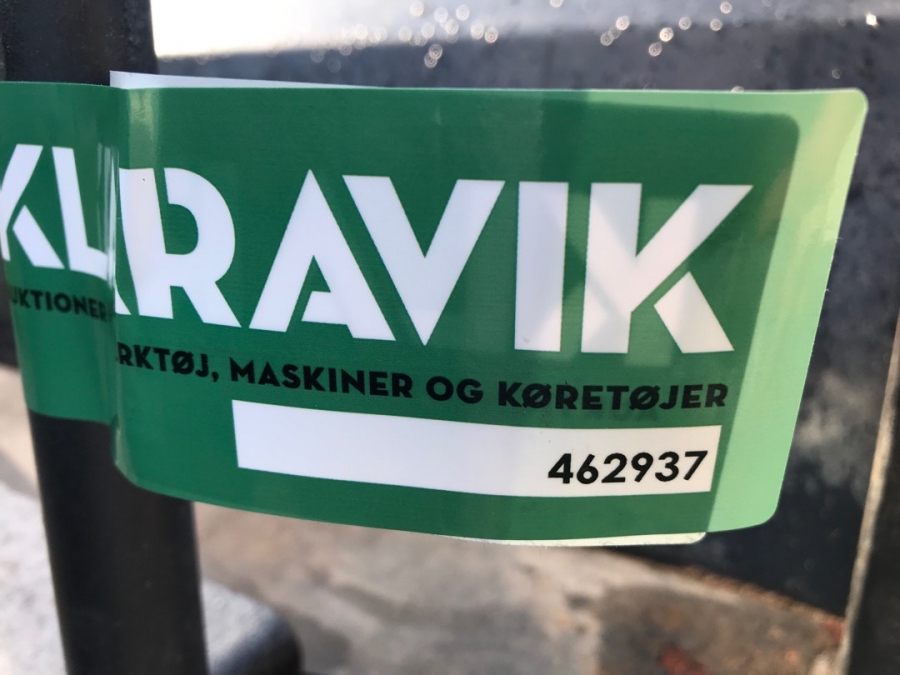 KL RAVIK
UKTIONER RKTØJ, MASKINER OG KØRETØJER
462937